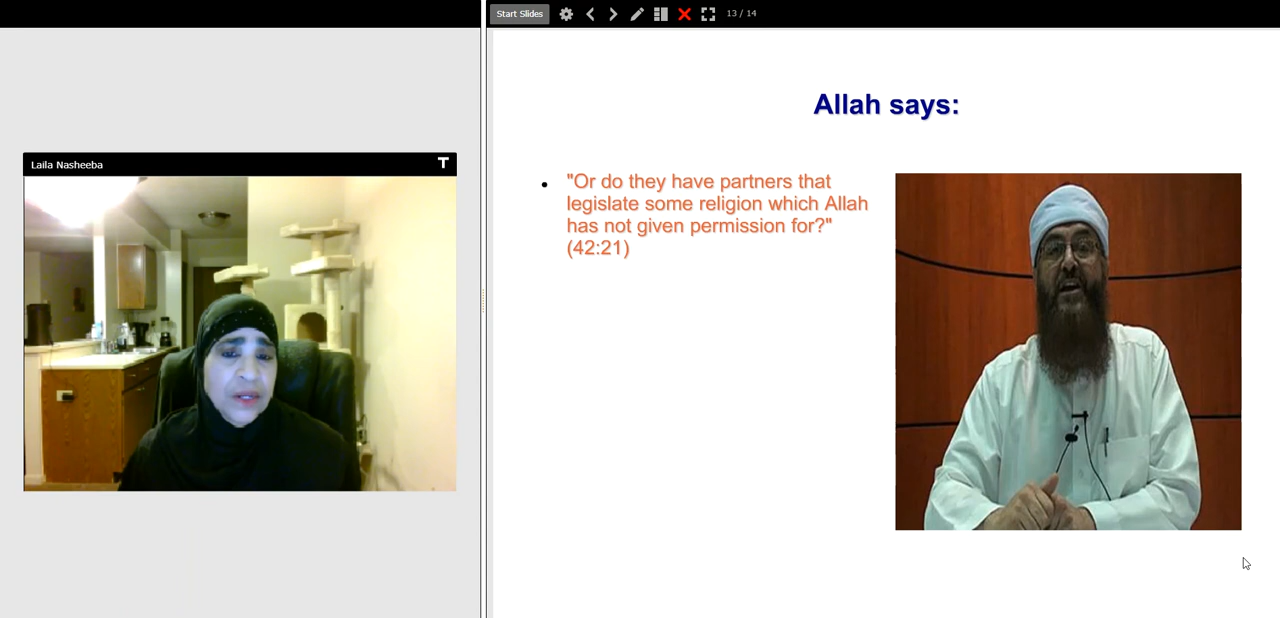 Start Slides
13 / 14
Laila Nasheeba
T
Allah says:
• "Or do they have partners that
legislate some religion which Allah
has not given permission for?"
(42:21)